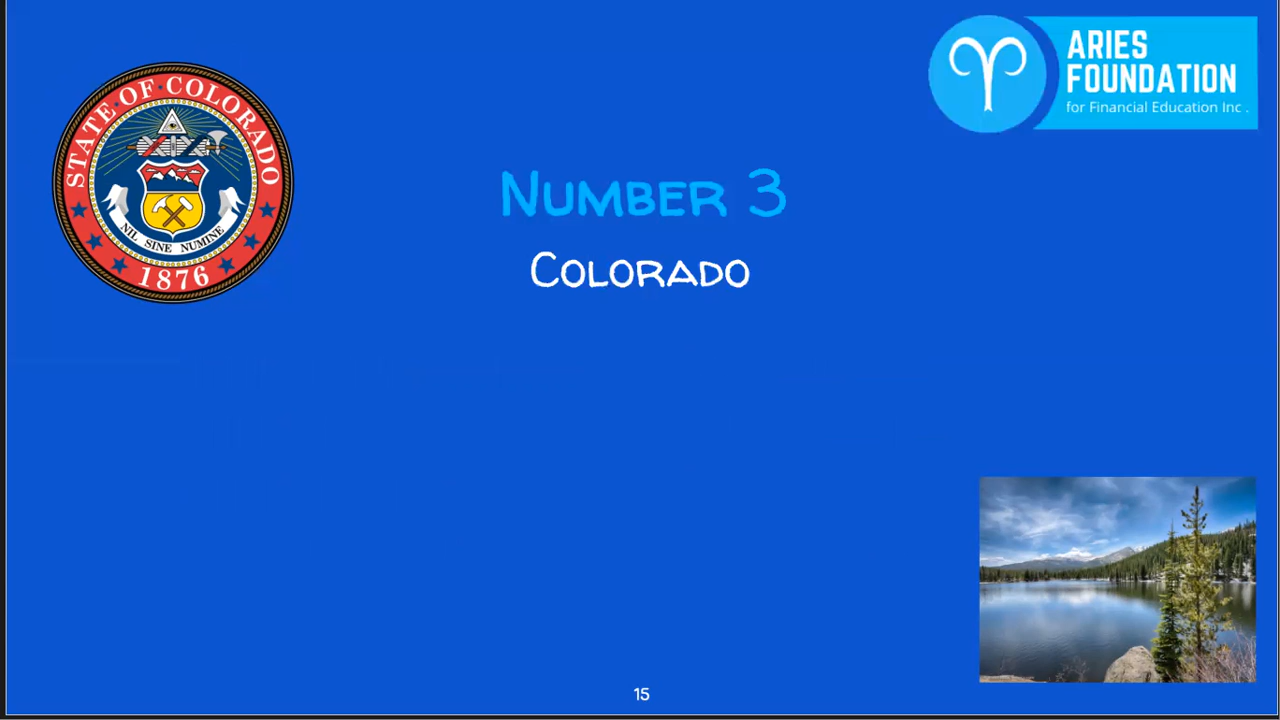 STATE OF COLORADO
NIL SINE NUMINE
1876
ARIES
FOUNDATION
for Financial Education Inc .
NUMBER 3
COLORADO
15